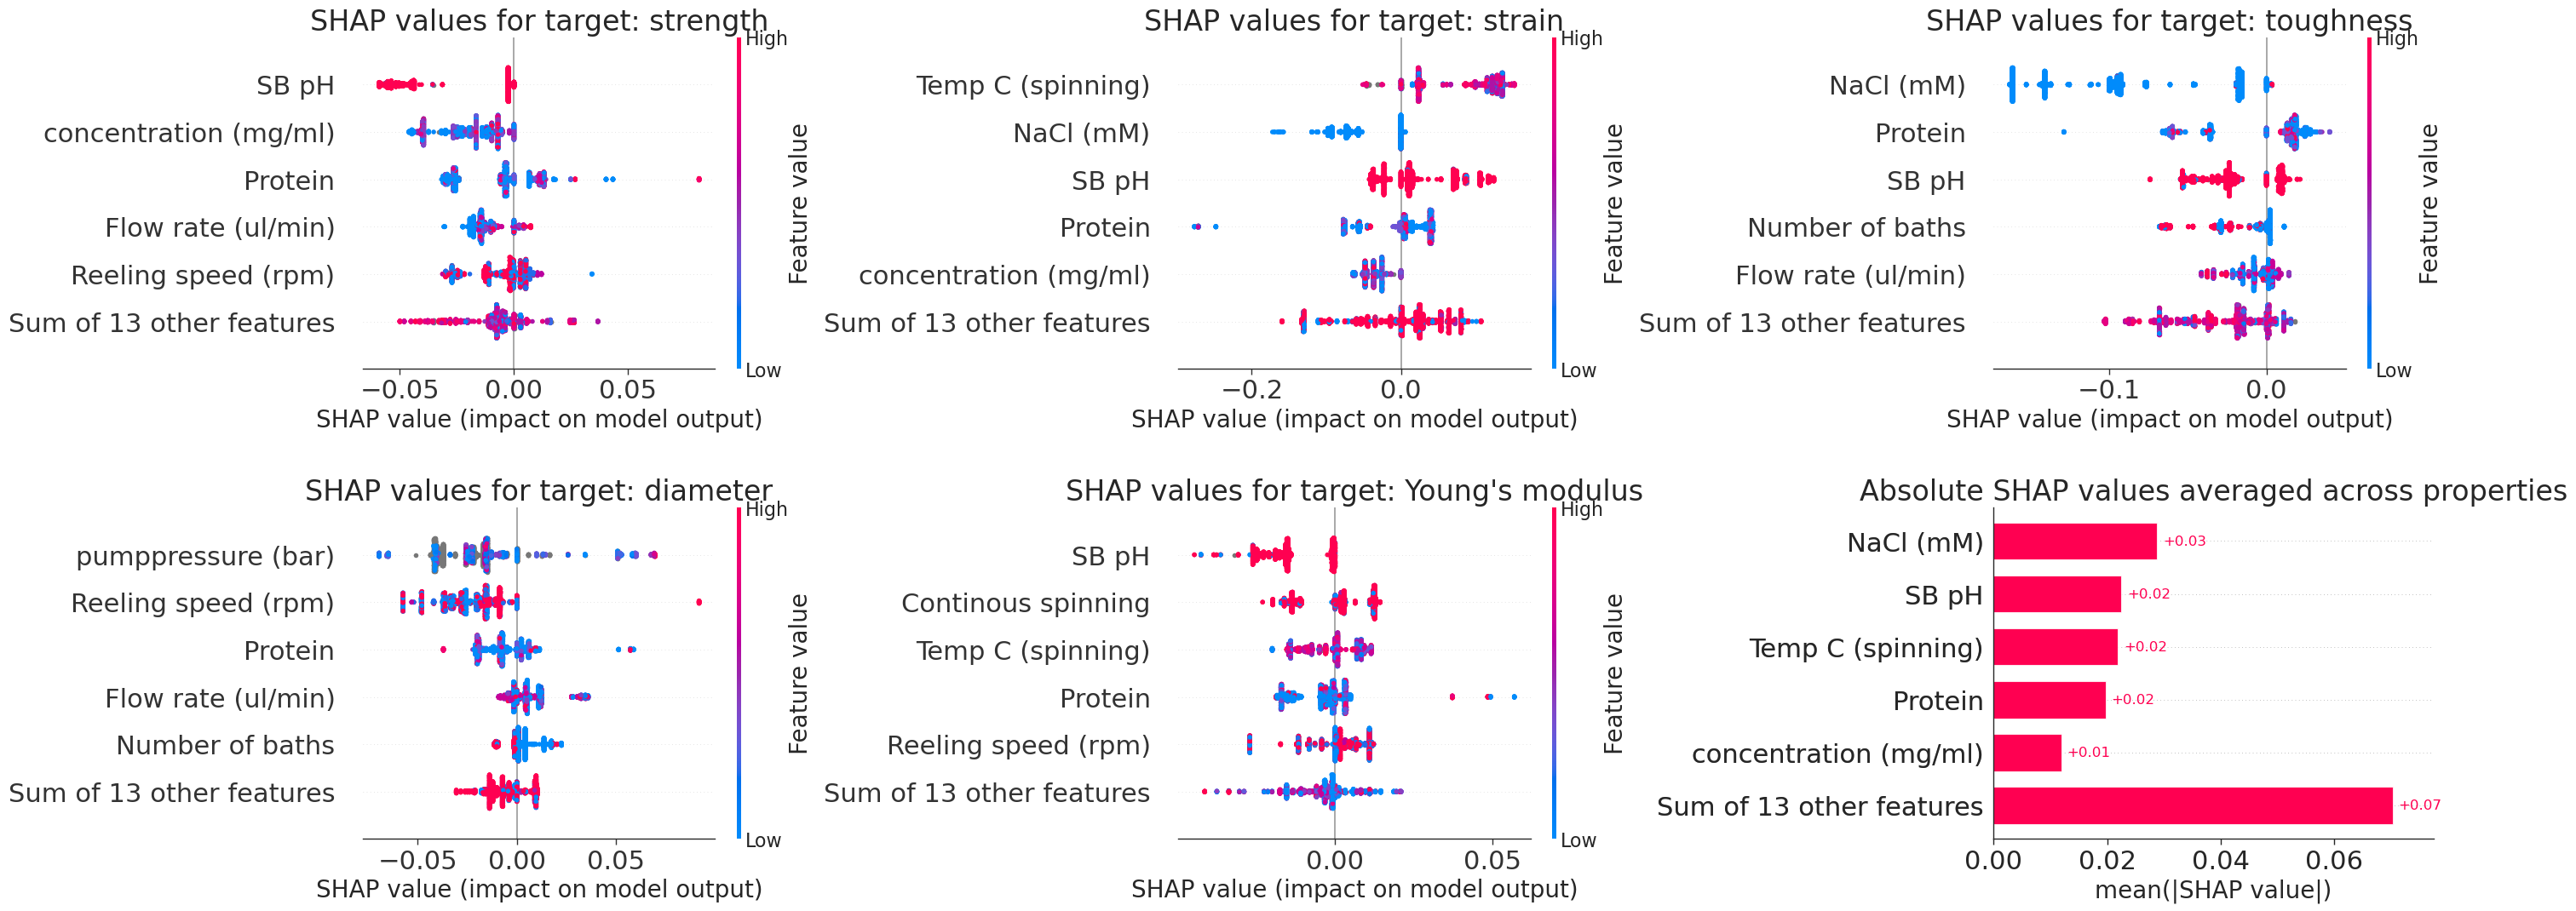 SHAP values for target: strength
High
SB pH
concentration (mg/ml)
Protein
Flow rate (ul/min)
Reeling speed (rpm)
Sum of 13 other features
Feature value
Low
−0.05 0.00 0.05
SHAP value (impact on model output)
SHAP values for target: strain
High
Temp C (spinning)
NaCl (mM)
SB pH
Protein
concentration (mg/ml)
Sum of 13 other features
Feature value
Low
−0.2 0.0
SHAP value (impact on model output)
SHAP values for target: toughness
High
NaCl (mM)
Protein
SB pH
Number of baths
Flow rate (ul/min)
Sum of 13 other features
Feature value
Low
−0.1 0.0
SHAP value (impact on model output)
SHAP values for target: diameter
High
pumppressure (bar)
Reeling speed (rpm)
Protein
Flow rate (ul/min)
Number of baths
Sum of 13 other features
Feature value
Low
−0.05 0.00 0.05
SHAP value (impact on model output)
SHAP values for target: Young's modulus
High
SB pH
Continous spinning
Temp C (spinning)
Protein
Reeling speed (rpm)
Sum of 13 other features
Feature value
Low
0.00 0.05
SHAP value (impact on model output)
Absolute SHAP values averaged across properties
NaCl (mM) +0.03
SB pH +0.02
Temp C (spinning) +0.02
Protein +0.02
concentration (mg/ml) +0.01
Sum of 13 other features +0.07
0.00 0.02 0.04 0.06
mean(|SHAP value|)